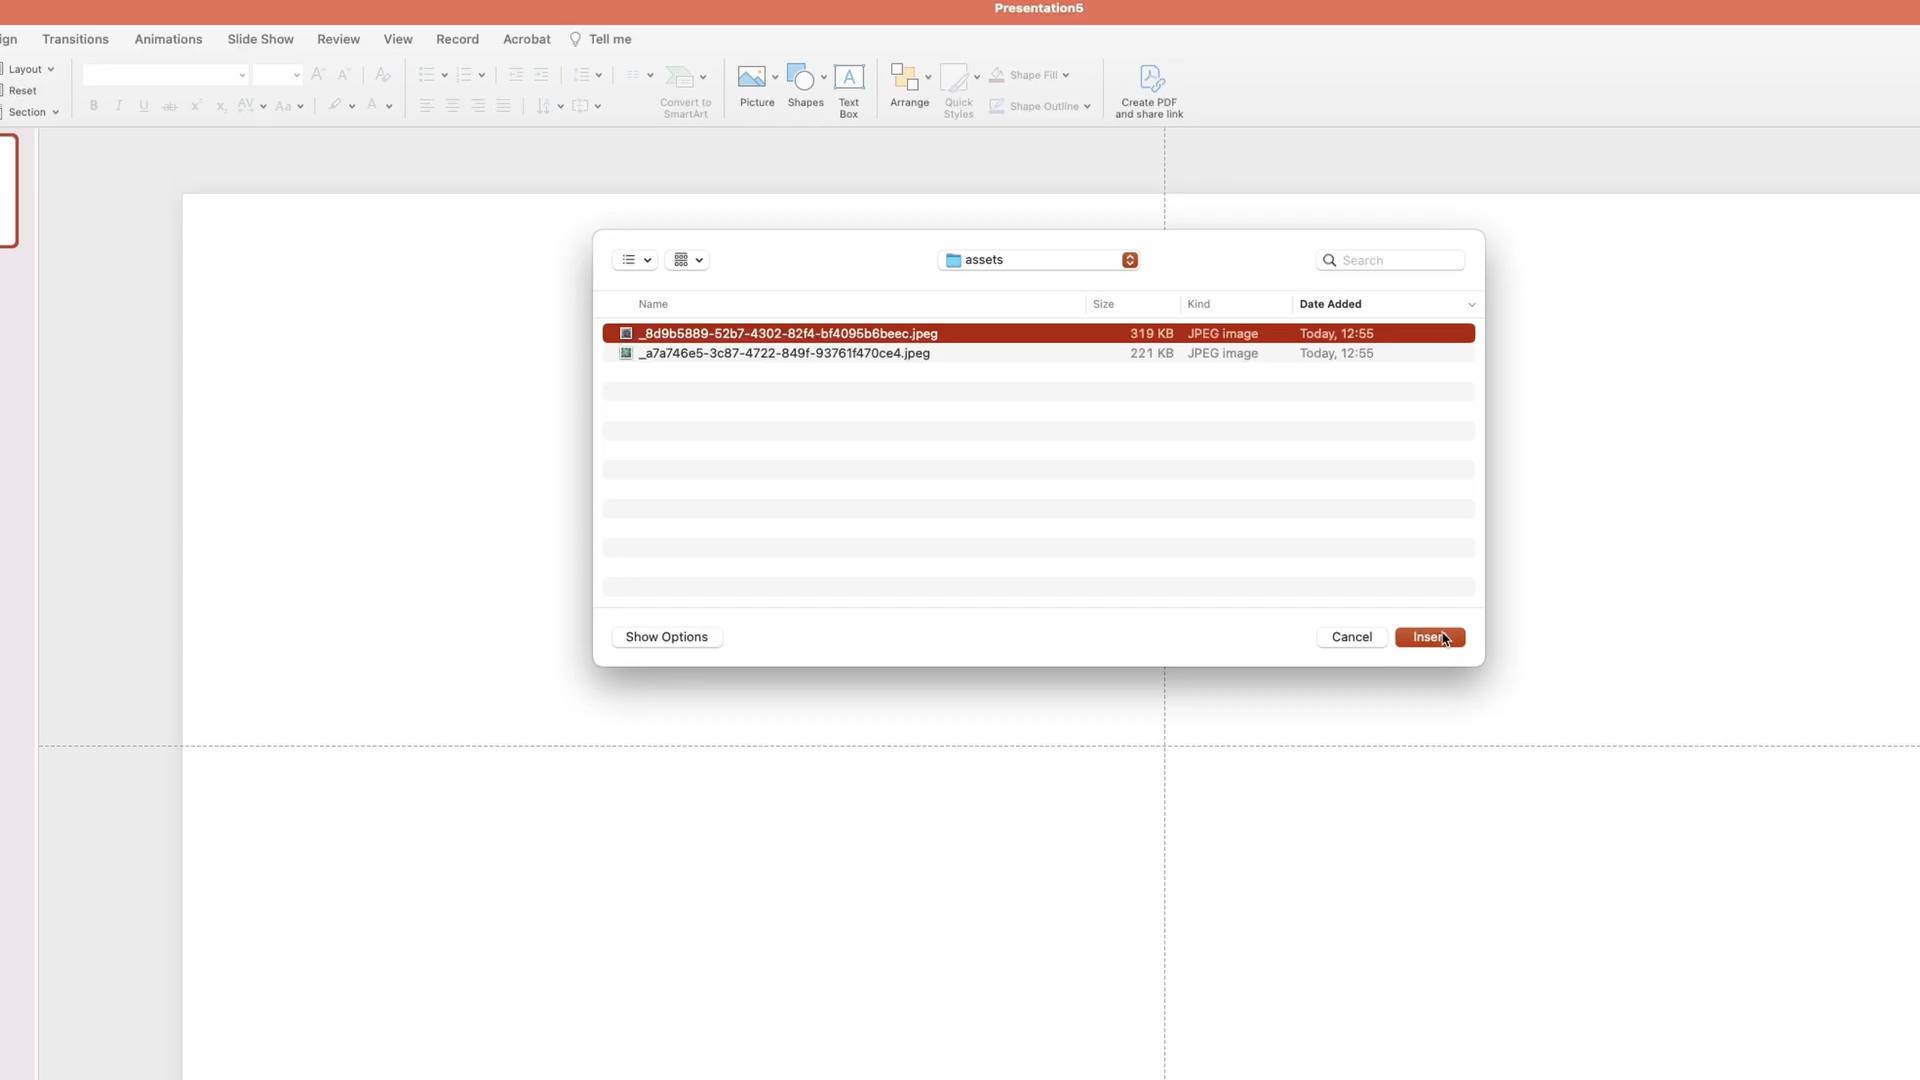 Presentation5
ign Transitions Animations Slide Show Review View Record Acrobat Tell me
Layout
Reset
Section
Convert to
SmartArt
Picture
Shapes
Text
Box
Arrange
Quick
Styles
Shape Fill
Shape Outline
Create PDF
and share link
assets
Search
Name Size Kind Date Added
_8d9b5889-52b7-4302-82f4-bf4095b6beec.jpeg 319 KB JPEG image Today, 12:55
_a7a746e5-3c87-4722-849f-93761f470ce4.jpeg 221 KB JPEG image Today, 12:55
Show Options Cancel Inser